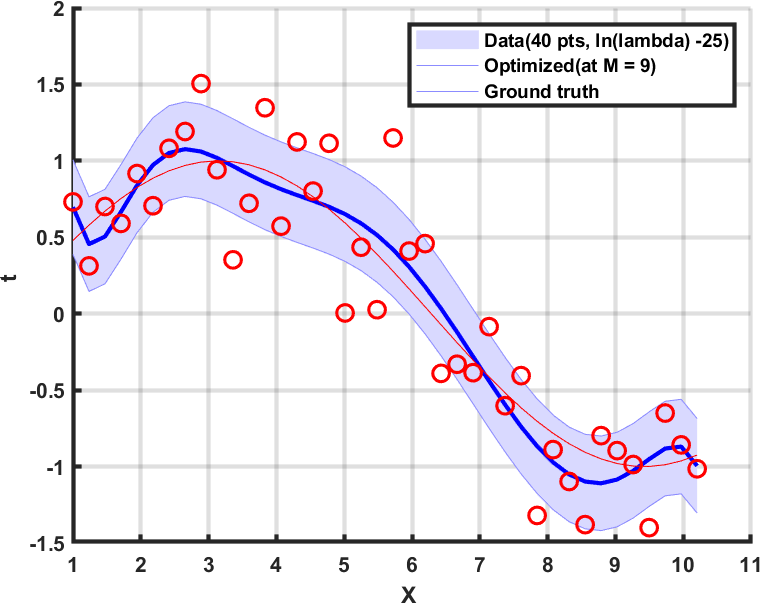 2
1.5
1
0.5
0
-0.5
-1
-1.5
t
1 2 3 4 5 6 7 8 9 10 11
X
Data(40 pts, ln(lambda) -25)
Optimized(at M = 9)
Ground truth